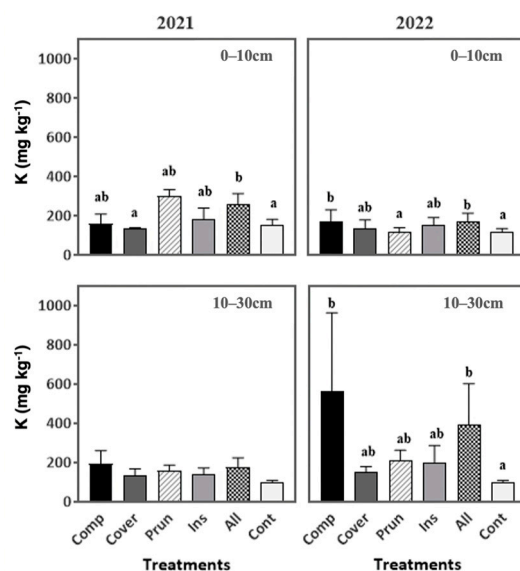 2021 2022
K (mg kg⁻¹)
1000
800
600
400
200
0
0–10cm
ab a ab ab b a
0–10cm
b ab a ab b a
K (mg kg⁻¹)
1000
800
600
400
200
0
10–30cm
10–30cm
b ab ab ab b a
Comp Cover Prun Ins All Cont
Comp Cover Prun Ins All Cont
Treatments Treatments